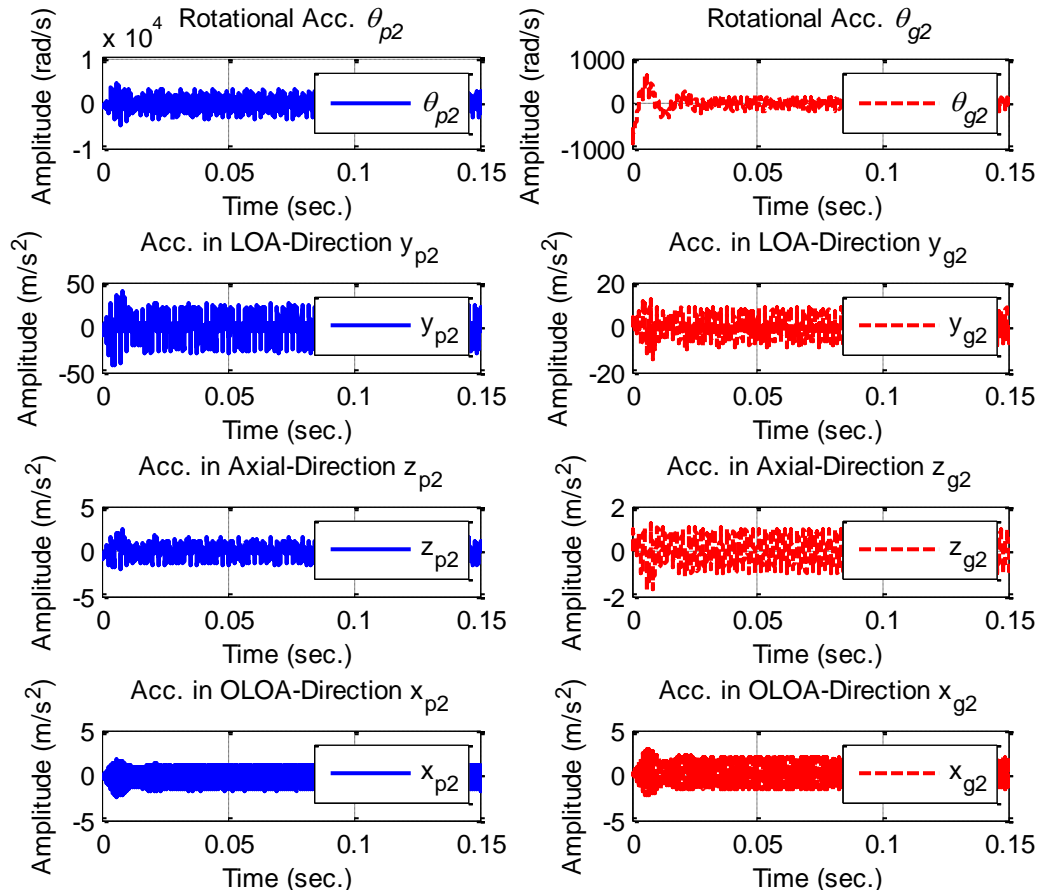 Rotational Acc. θp2
x 10^4
Amplitude (rad/s)
1
0
-1
θp2
0 0.05 0.1 0.15
Time (sec.)
Rotational Acc. θg2
Amplitude (rad/s)
1000
0
-1000
θg2
0 0.05 0.1 0.15
Time (sec.)
Acc. in LOA-Direction yp2
Amplitude (m/s²)
50
0
-50
yp2
0 0.05 0.1 0.15
Time (sec.)
Acc. in LOA-Direction yg2
Amplitude (m/s²)
20
0
-20
yg2
0 0.05 0.1 0.15
Time (sec.)
Acc. in Axial-Direction zp2
Amplitude (m/s²)
5
0
-5
zp2
0 0.05 0.1 0.15
Time (sec.)
Acc. in Axial-Direction zg2
Amplitude (m/s²)
2
0
-2
zg2
0 0.05 0.1 0.15
Time (sec.)
Acc. in OLOA-Direction xp2
Amplitude (m/s²)
5
0
-5
xp2
0 0.05 0.1 0.15
Time (sec.)
Acc. in OLOA-Direction xg2
Amplitude (m/s²)
5
0
-5
xg2
0 0.05 0.1 0.15
Time (sec.)